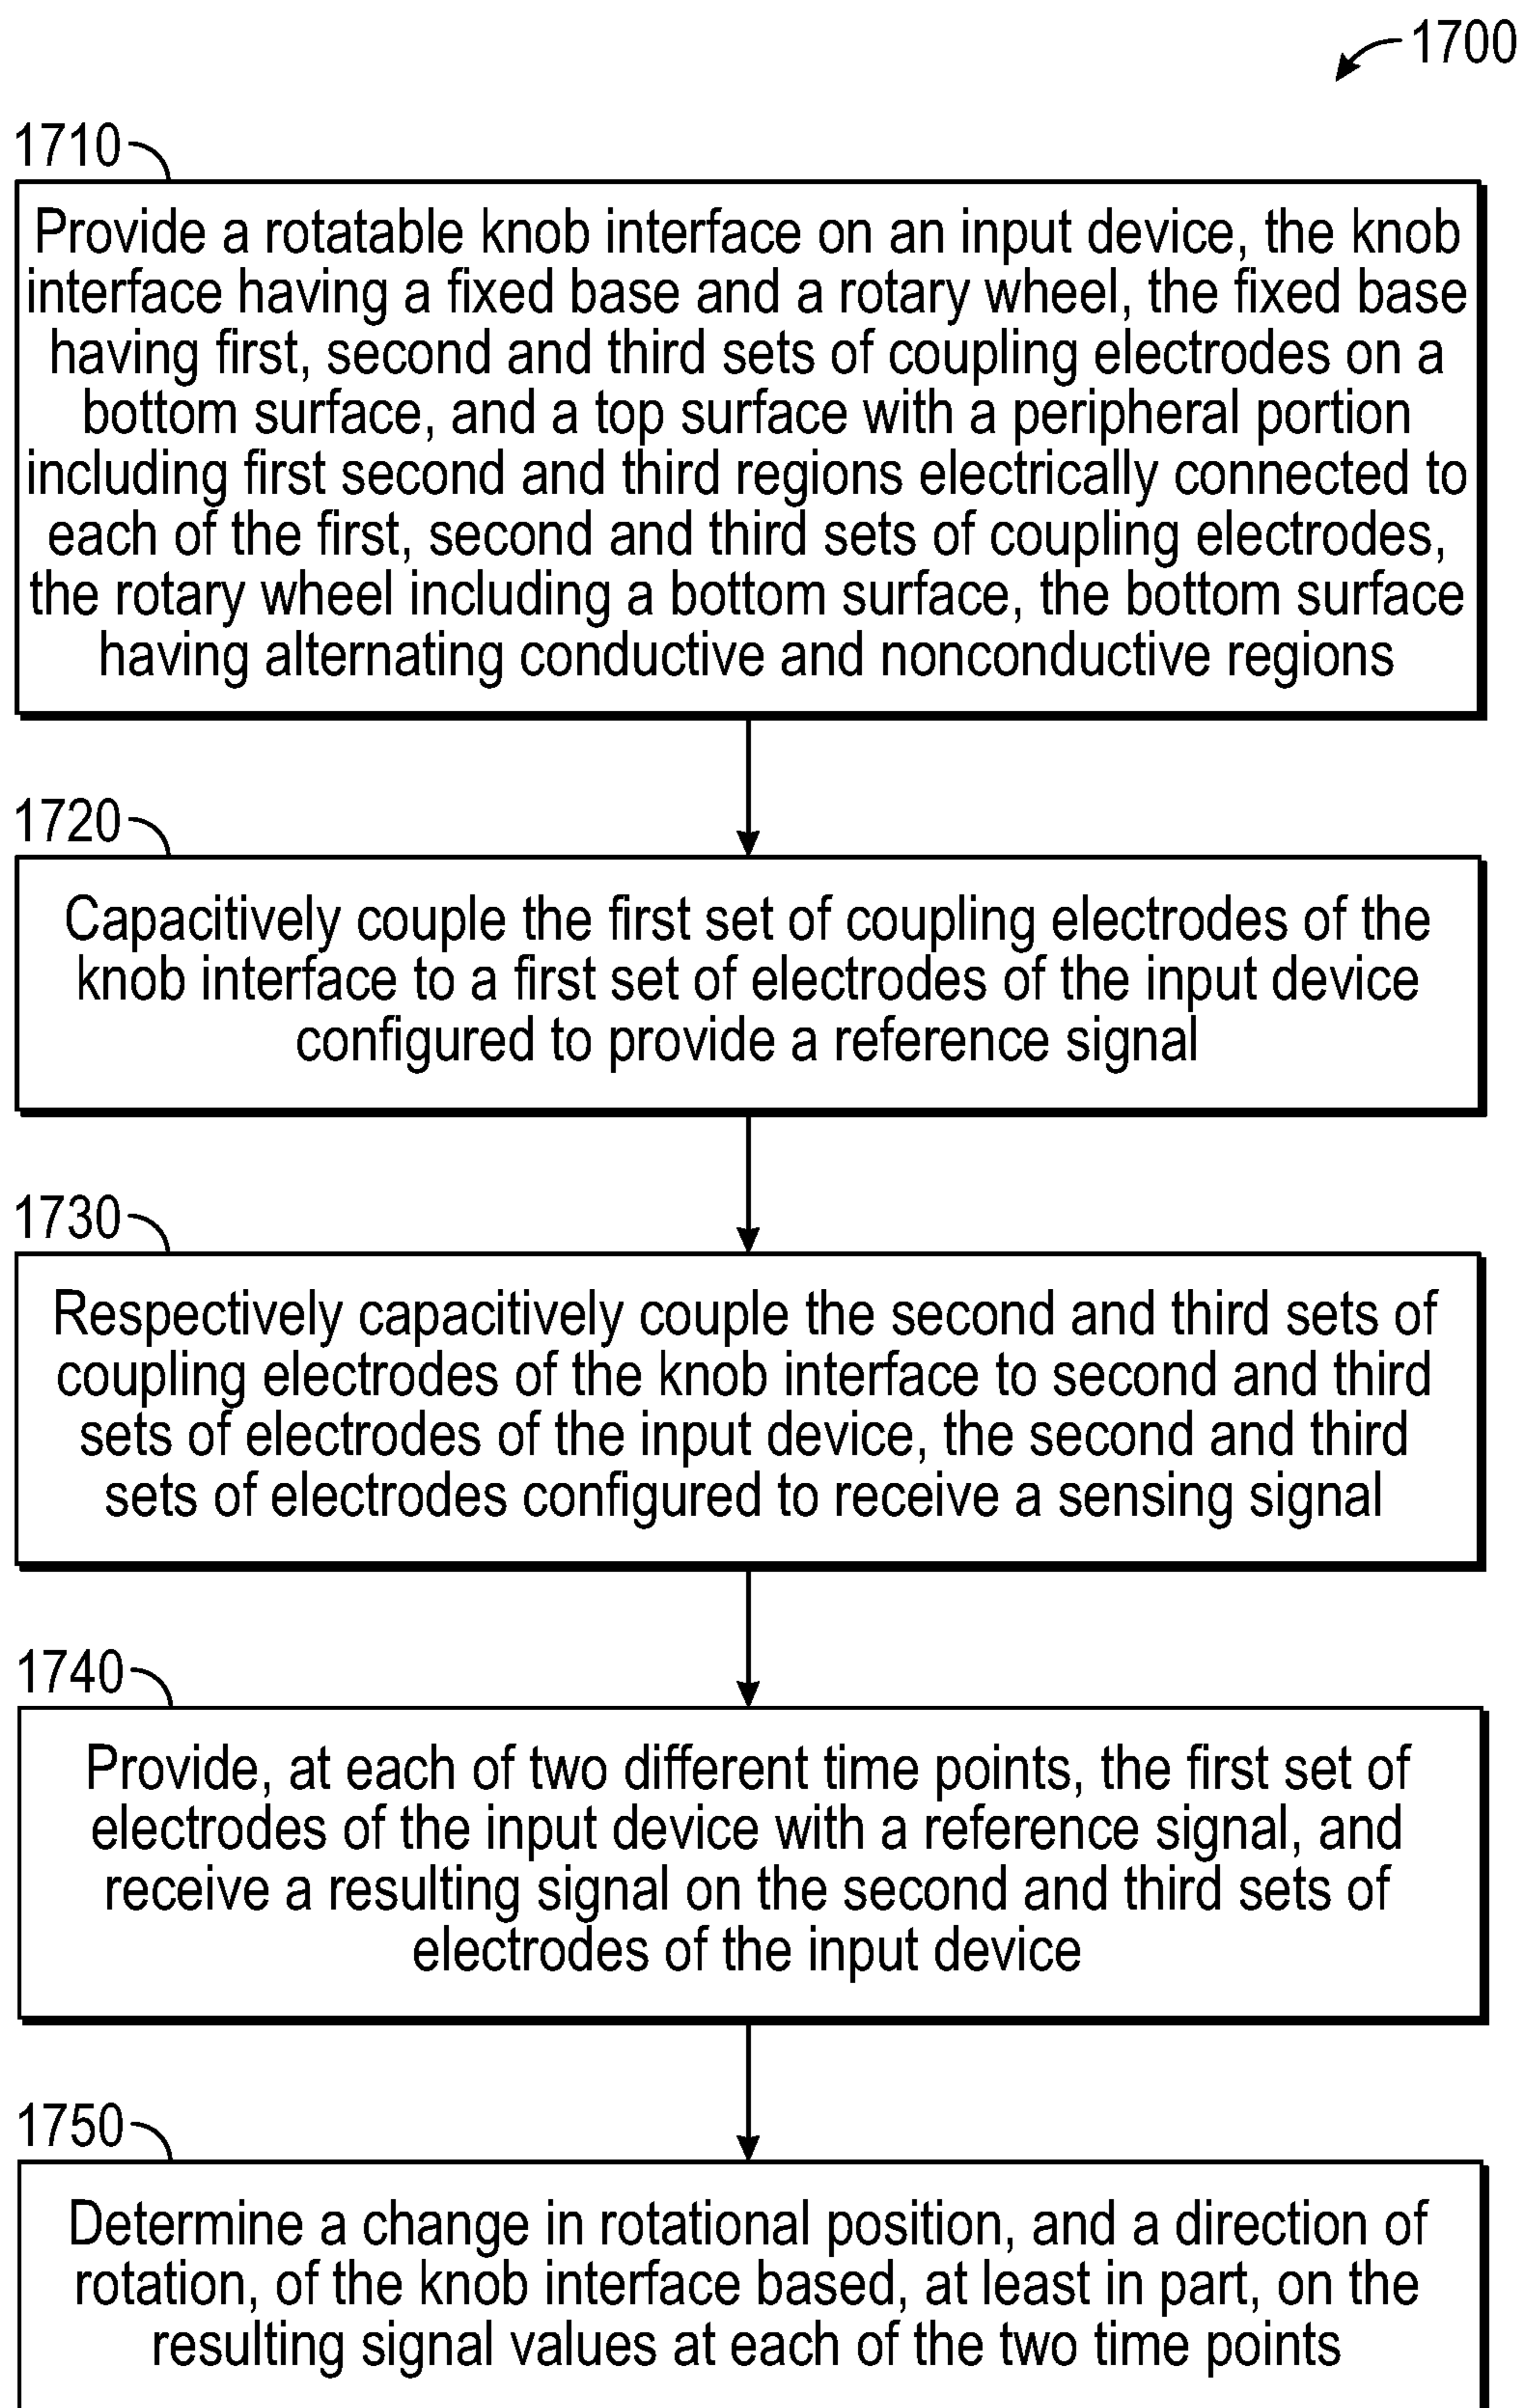 1700
1710
Provide a rotatable knob interface on an input device, the knob
interface having a fixed base and a rotary wheel, the fixed base
having first, second and third sets of coupling electrodes on a
bottom surface, and a top surface with a peripheral portion
including first second and third regions electrically connected to
each of the first, second and third sets of coupling electrodes,
the rotary wheel including a bottom surface, the bottom surface
having alternating conductive and nonconductive regions
1720
Capacitively couple the first set of coupling electrodes of the
knob interface to a first set of electrodes of the input device
configured to provide a reference signal
1730
Respectively capacitively couple the second and third sets of
coupling electrodes of the knob interface to second and third
sets of electrodes of the input device, the second and third
sets of electrodes configured to receive a sensing signal
1740
Provide, at each of two different time points, the first set of
electrodes of the input device with a reference signal, and
receive a resulting signal on the second and third sets of
electrodes of the input device
1750
Determine a change in rotational position, and a direction of
rotation, of the knob interface based, at least in part, on the
resulting signal values at each of the two time points